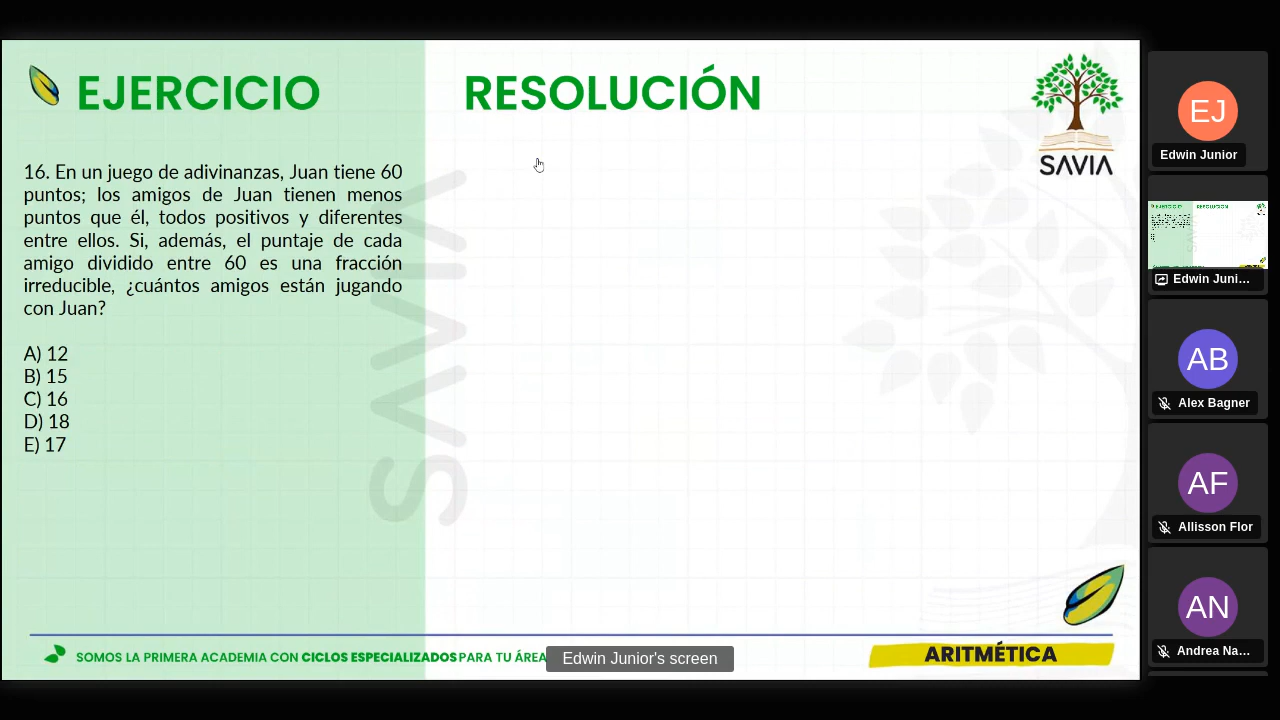 EJERCICIO
RESOLUCIÓN
SAVIA
16. En un juego de adivinanzas, Juan tiene 60
puntos; los amigos de Juan tienen menos
puntos que él, todos positivos y diferentes
entre ellos. Si, además, el puntaje de cada
amigo dividido entre 60 es una fracción
irreducible, ¿cuántos amigos están jugando
con Juan?
A) 12
B) 15
C) 16
D) 18
E) 17
SAVIA
SOMOS LA PRIMERA ACADEMIA CON CICLOS ESPECIALIZADOS PARA TU ÁREA
Edwin Junior's screen
ARITMÉTICA
EJ
Edwin Junior
EJERCICIO
RESOLUCIÓN
Edwin Juni...
AB
Alex Bagner
AF
Allisson Flor
AN
Andrea Na...